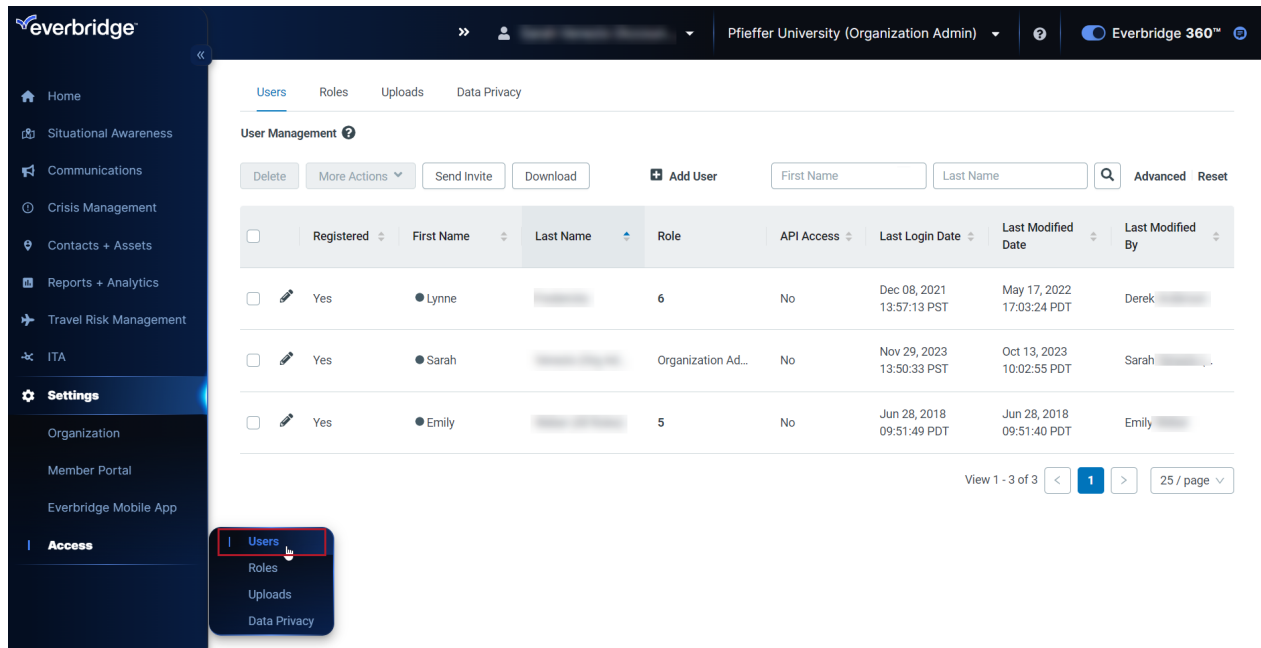 everbridge™
»
Pfieffer University (Organization Admin)
Everbridge 360™
«
Home
Situational Awareness
Communications
Crisis Management
Contacts + Assets
Reports + Analytics
Travel Risk Management
ITA
Settings
Organization
Member Portal
Everbridge Mobile App
Access
Users
Roles
Uploads
Data Privacy
Users Roles Uploads Data Privacy
User Management
Delete More Actions Send Invite Download Add User First Name Last Name Advanced Reset
Registered First Name Last Name Role API Access Last Login Date Last Modified Date Last Modified By
Yes Lynne 6 No Dec 08, 2021 13:57:13 PST May 17, 2022 17:03:24 PDT Derek
Yes Sarah Organization Ad... No Nov 29, 2023 13:50:33 PST Oct 13, 2023 10:02:55 PDT Sarah
Yes Emily 5 No Jun 28, 2018 09:51:49 PDT Jun 28, 2018 09:51:40 PDT Emily
View 1 - 3 of 3 < 1 > 25 / page